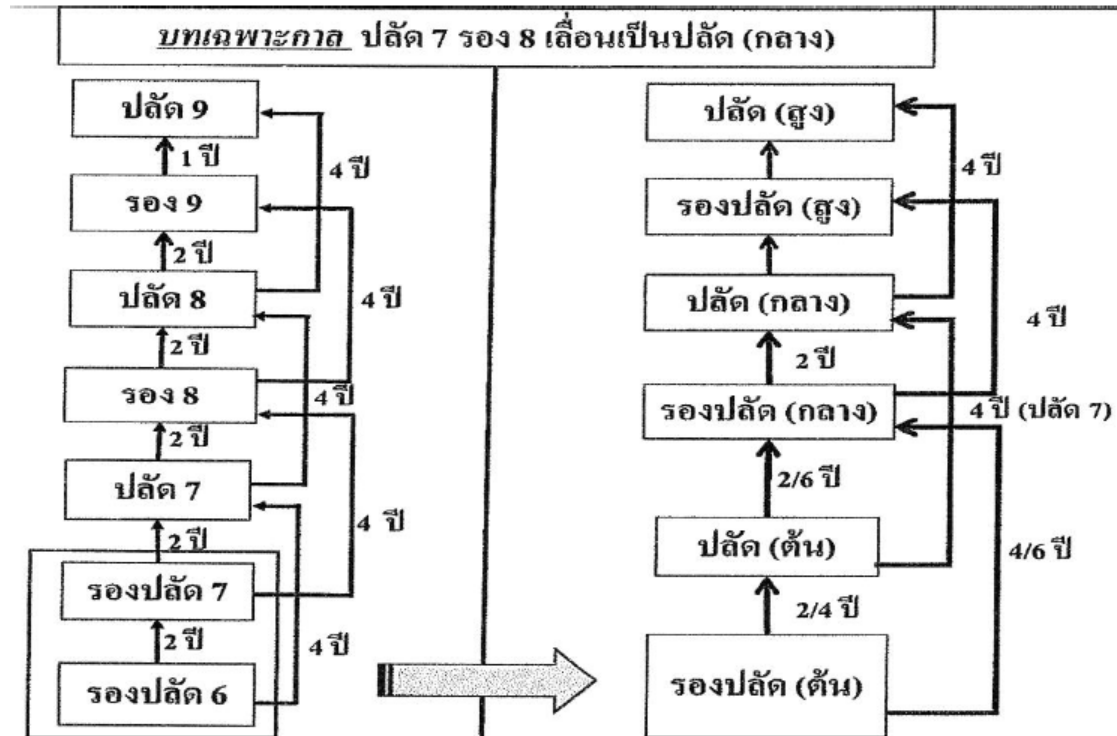 บทเฉพาะกาล ปลัด 7 รอง 8 เลื่อนเป็นปลัด (กลาง)
ปลัด 9
1 ปี
4 ปี
รอง 9
2 ปี
ปลัด 8
4 ปี
2 ปี
รอง 8
4 ปี
2 ปี
ปลัด 7
4 ปี
2 ปี
รองปลัด 7
2 ปี
4 ปี
รองปลัด 6
ปลัด (สูง)
4 ปี
รองปลัด (สูง)
ปลัด (กลาง)
4 ปี
2 ปี
รองปลัด (กลาง)
4 ปี (ปลัด 7)
2/6 ปี
ปลัด (ต้น)
4/6 ปี
2/4 ปี
รองปลัด (ต้น)